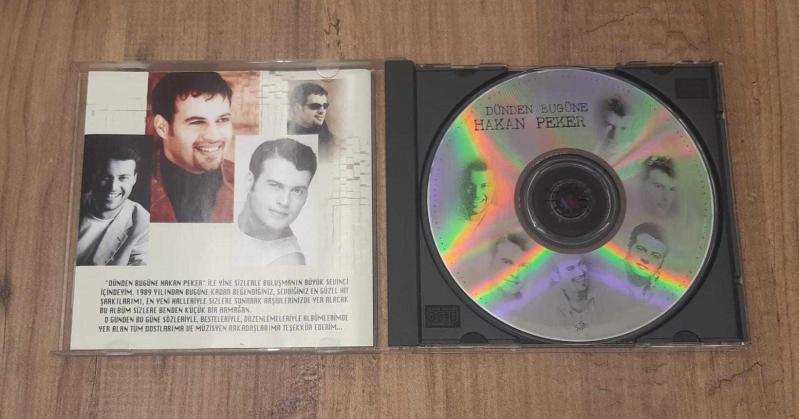 "DÜNDEN BUGÜNE HAKAN PEKER" İLE YİNE SİZLERLE BULUŞMANIN BÜYÜK SEVİNCİ
İÇİNDEYİM. 1989 YILINDAN BUGÜNE KADAR BEĞENDİĞİNİZ, SEVDİĞİNİZ EN GÜZEL HİT
ŞARKILARIMI, EN YENİ HALLERİYLE SİZLERE SUNARAK ARŞİVLERİNİZDE YER ALACAK
BU ALBÜM SİZLERE BENDEN KÜÇÜK BİR ARMAĞAN.
O GÜNDEN BU GÜNE SÖZLERİYLE, BESTELERİYLE, DÜZENLEMELERİYLE ALBÜMLERİMDE
YER ALAN TÜM DOSTLARIMA VE MÜZİSYEN ARKADAŞLARIMA TEŞEKKÜR EDERİM...
DÜNDEN BUGÜNE
HAKAN PEKER